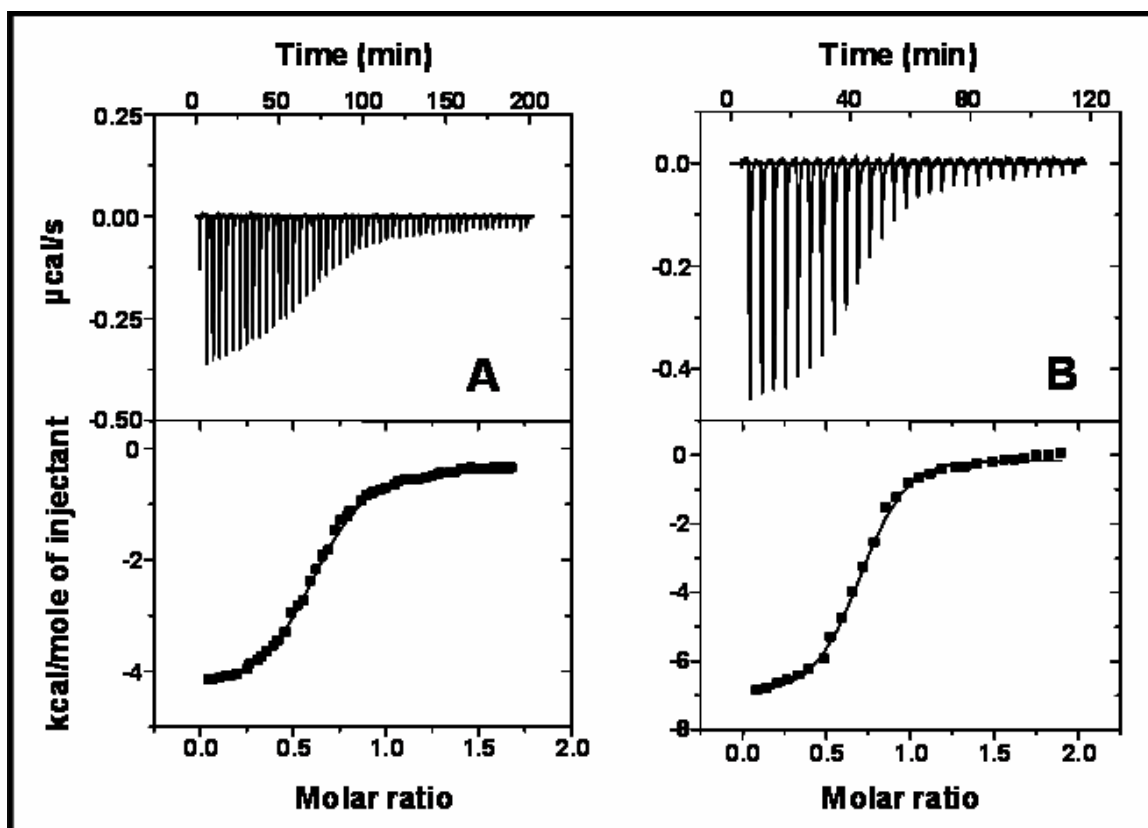 Time (min)
0 50 100 150 200
0.25
0.00
-0.25
-0.50
µcal/s
A
0
-2
-4
kcal/mole of injectant
0.0 0.5 1.0 1.5 2.0
Molar ratio
Time (min)
0 40 80 120
0.0
-0.2
-0.4
B
0
-2
-4
-6
-8
0.0 0.5 1.0 1.5 2.0
Molar ratio